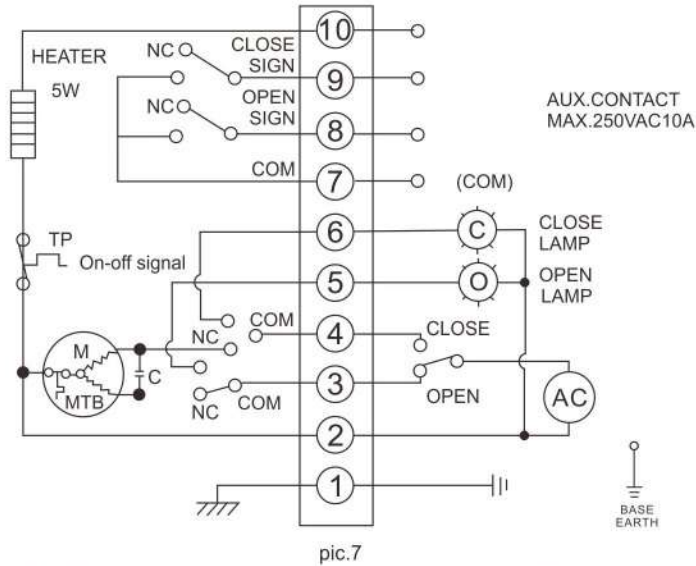 HEATER
5W
TP
On-off signal
M
MTB
C
NC
CLOSE
SIGN
NC
OPEN
SIGN
COM
NC
COM
NC
COM
10
9
8
7
6
5
4
3
2
1
AUX.CONTACT
MAX.250VAC10A
(COM)
C
CLOSE
LAMP
O
OPEN
LAMP
CLOSE
OPEN
AC
BASE
EARTH
pic.7